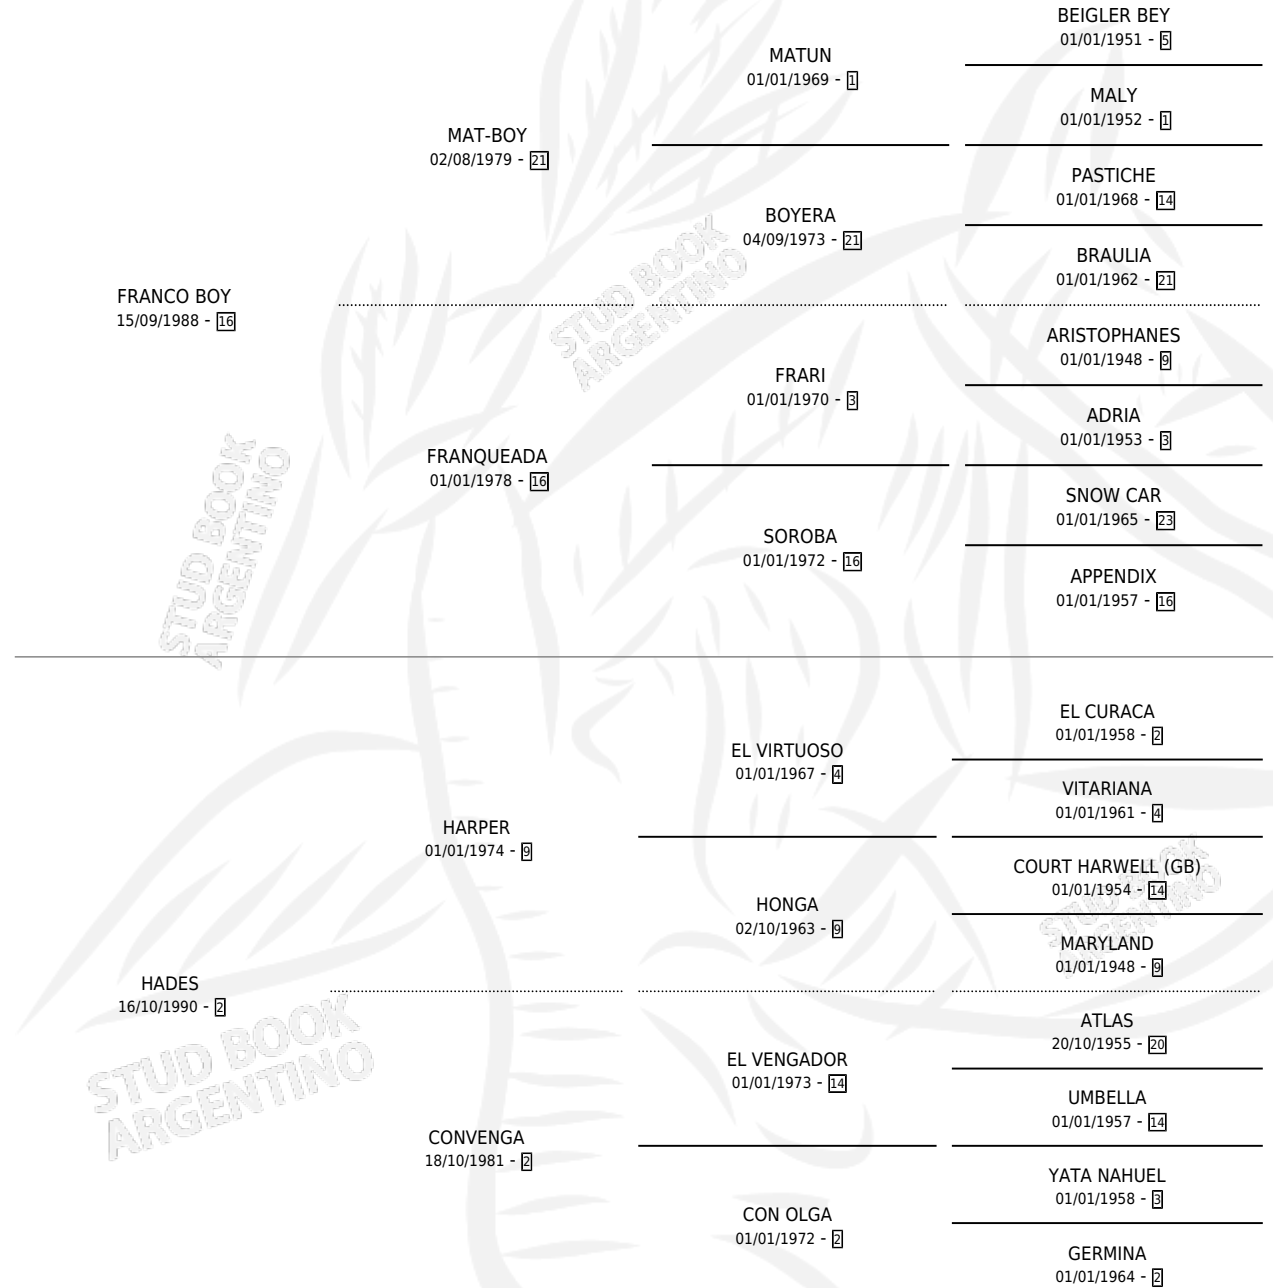 BEIGLER BEY
01/01/1951 - 5
MATUN
01/01/1969 - 1
MALY
01/01/1952 - 1
MAT-BOY
02/08/1979 - 21
PASTICHE
01/01/1968 - 14
BOYERA
04/09/1973 - 21
BRAULIA
01/01/1962 - 21
FRANCO BOY
15/09/1988 - 16
STUD BOOK
ARGENTINO
ARISTOPHANES
01/01/1948 - 9
FRARI
01/01/1970 - 3
ADRIA
01/01/1953 - 3
FRANQUEADA
01/01/1978 - 16
SNOW CAR
01/01/1965 - 23
SOROBA
01/01/1972 - 16
APPENDIX
01/01/1957 - 16
STUD BOOK
ARGENTINO
EL CURACA
01/01/1958 - 2
EL VIRTUOSO
01/01/1967 - 4
VITARIANA
01/01/1961 - 4
HARPER
01/01/1974 - 9
COURT HARWELL (GB)
01/01/1954 - 14
HONGA
02/10/1963 - 9
MARYLAND
01/01/1948 - 9
STUD BOOK
ARGENTINO
HADES
16/10/1990 - 2
ATLAS
20/10/1955 - 20
EL VENGADOR
01/01/1973 - 14
UMBELLA
01/01/1957 - 14
STUD BOOK
ARGENTINO
CONVENGA
18/10/1981 - 2
YATA NAHUEL
01/01/1958 - 3
CON OLGA
01/01/1972 - 2
GERMINA
01/01/1964 - 2